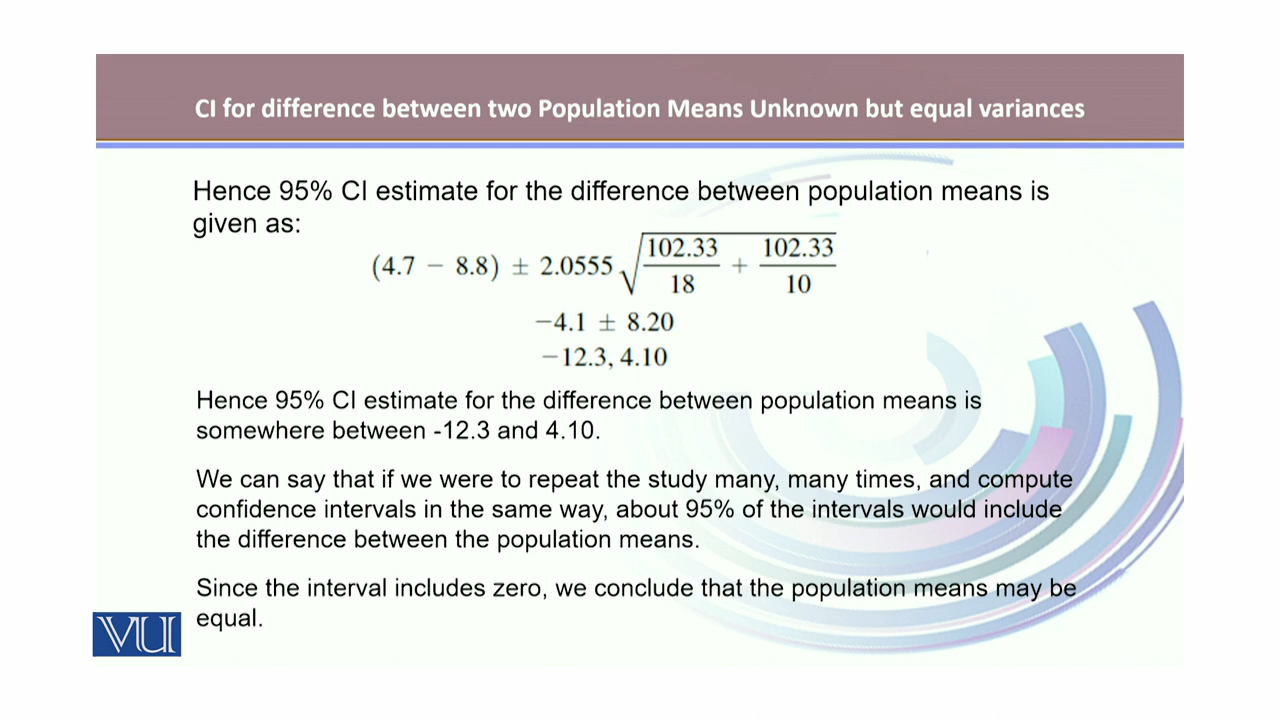 CI for difference between two Population Means Unknown but equal variances
Hence 95% CI estimate for the difference between population means is
given as:
(4.7 − 8.8) ± 2.0555 √(102.33/18 + 102.33/10)
−4.1 ± 8.20
−12.3, 4.10
Hence 95% CI estimate for the difference between population means is
somewhere between -12.3 and 4.10.
We can say that if we were to repeat the study many, many times, and compute
confidence intervals in the same way, about 95% of the intervals would include
the difference between the population means.
Since the interval includes zero, we conclude that the population means may be
equal.
VU